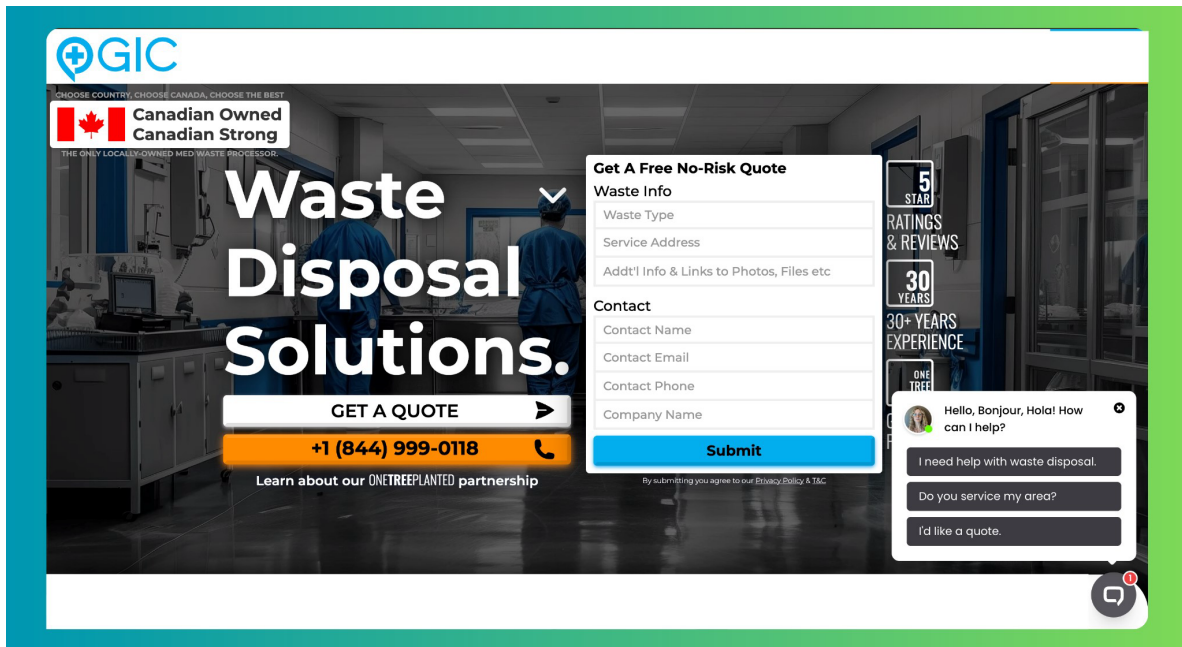 GIC
CHOOSE COUNTRY, CHOOSE CANADA, CHOOSE THE BEST
Canadian Owned
Canadian Strong
THE ONLY LOCALLY-OWNED MED WASTE PROCESSOR.
Waste
Disposal
Solutions.
GET A QUOTE
+1 (844) 999-0118
Learn about our ONETREEPLANTED partnership
Get A Free No-Risk Quote
Waste Info
Waste Type
Service Address
Addt'l Info & Links to Photos, Files etc
Contact
Contact Name
Contact Email
Contact Phone
Company Name
Submit
By submitting you agree to our Privacy Policy & T&C
5
STAR
RATINGS
& REVIEWS
30
YEARS
30+ YEARS
EXPERIENCE
ONE
TREE
Hello, Bonjour, Hola! How
can I help?
I need help with waste disposal.
Do you service my area?
I'd like a quote.
1